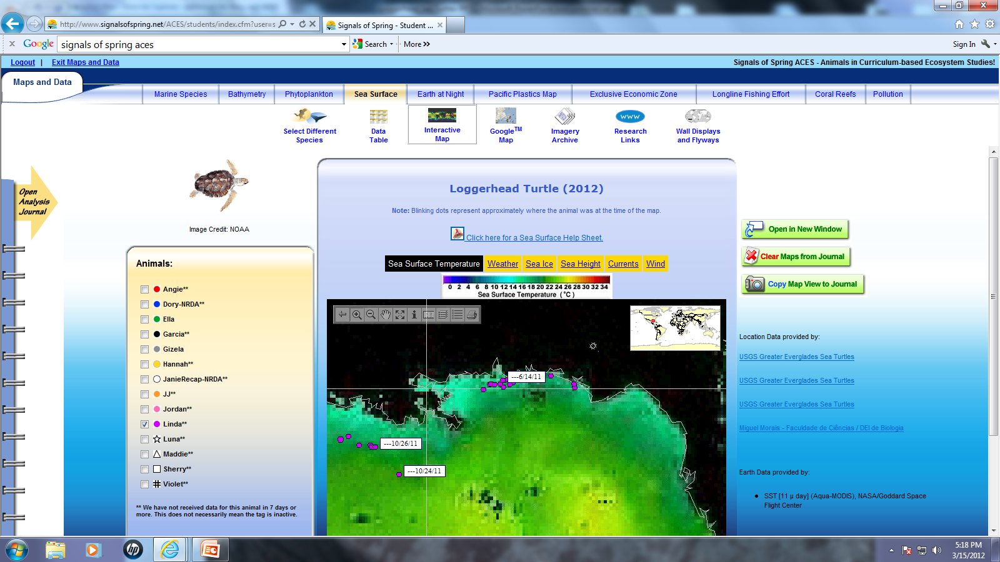 http://www.signalsofspring.net/ACES/students/index.cfm?user=s
Signals of Spring - Student ...
Google
signals of spring aces
Search
More »
Sign In
Logout | Exit Maps and Data
Signals of Spring ACES - Animals in Curriculum-based Ecosystem Studies!
Maps and Data
Marine Species
Bathymetry
Phytoplankton
Sea Surface
Earth at Night
Pacific Plastics Map
Exclusive Economic Zone
Longline Fishing Effort
Coral Reefs
Pollution
Select Different
Species
Data
Table
Interactive
Map
Google™
Map
Imagery
Archive
www
Research
Links
Wall Displays
and Flyways
Open
Analysis
Journal
Image Credit: NOAA
Animals:
Angie**
Dory-NRDA**
Ella
Garcia**
Gizela
Hannah**
JanieRecap-NRDA**
JJ**
Jordan**
Linda**
Luna**
Maddie**
Sherry**
Violet**
** We have not received data for this animal in 7 days or
more. This does not necessarily mean the tag is inactive.
Loggerhead Turtle (2012)
Note: Blinking dots represent approximately where the animal was at the time of the map.
Click here for a Sea Surface Help Sheet.
Sea Surface Temperature
Weather
Sea Ice
Sea Height
Currents
Wind
0 2 4 6 8 10 12 14 16 18 20 22 24 26 28 30 32 34
Sea Surface Temperature (°C)
---6/14/11
---10/26/11
---10/24/11
Open in New Window
Clear Maps from Journal
Copy Map View to Journal
Location Data provided by:
USGS Greater Everglades Sea Turtles
USGS Greater Everglades Sea Turtles
USGS Greater Everglades Sea Turtles
Miguel Morais - Faculdade de Ciências / DEI de Biologia
Earth Data provided by:
SST [11 µ day] (Aqua-MODIS), NASA/Goddard Space
Flight Center
hp
5:18 PM
3/15/2012